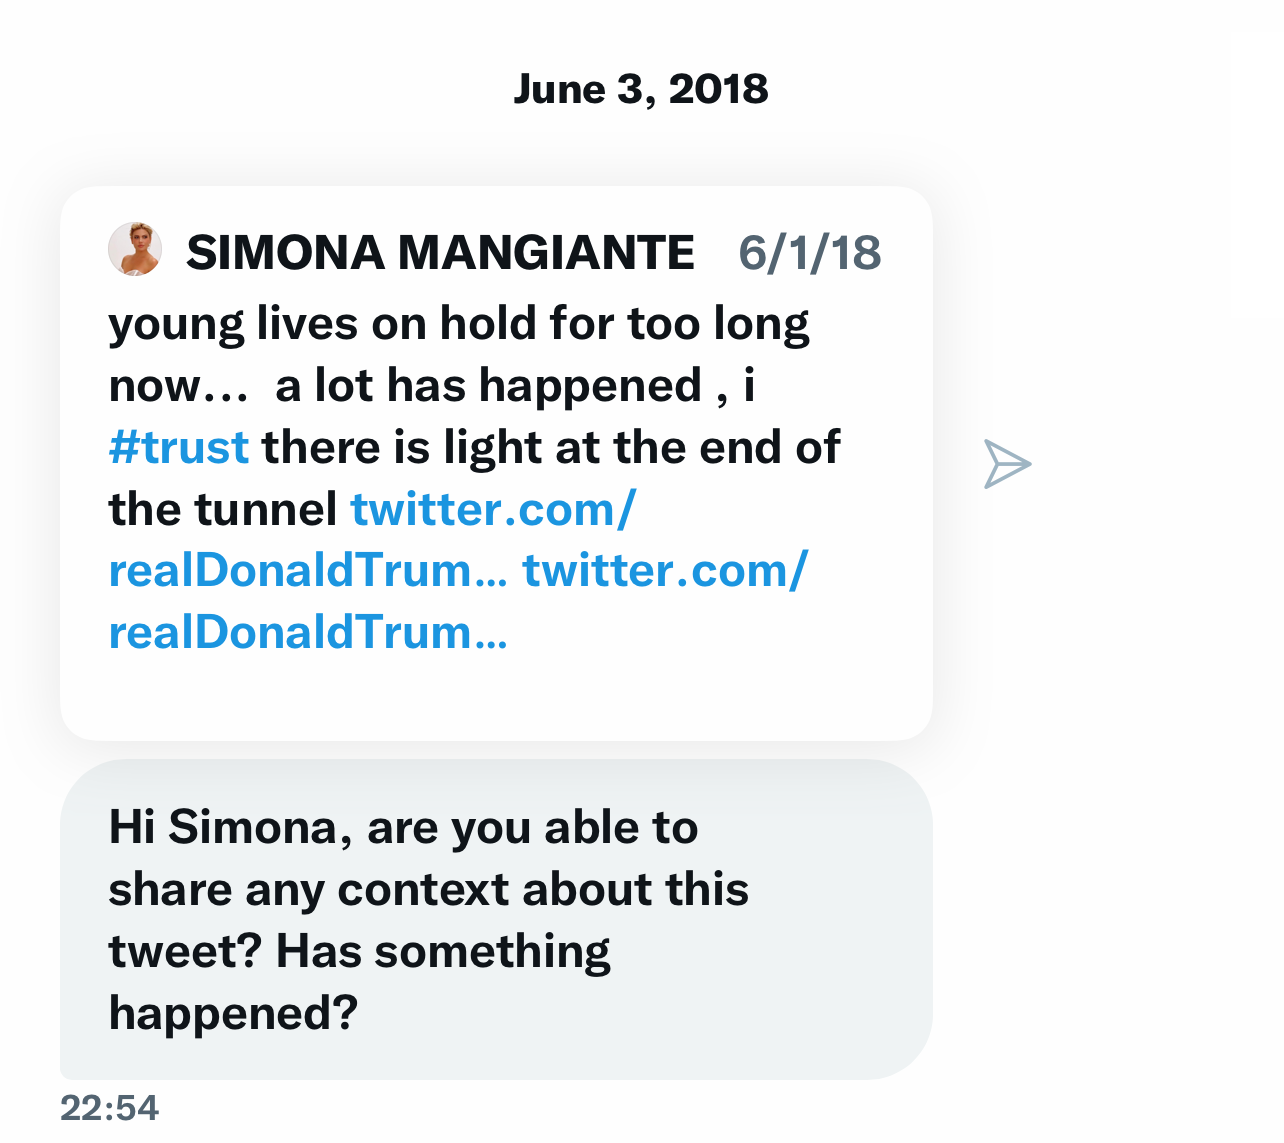 June 3, 2018
SIMONA MANGIANTE 6/1/18
young lives on hold for too long
now…  a lot has happened , i
#trust there is light at the end of
the tunnel twitter.com/
realDonaldTrum… twitter.com/
realDonaldTrum…
Hi Simona, are you able to
share any context about this
tweet? Has something
happened?
22:54